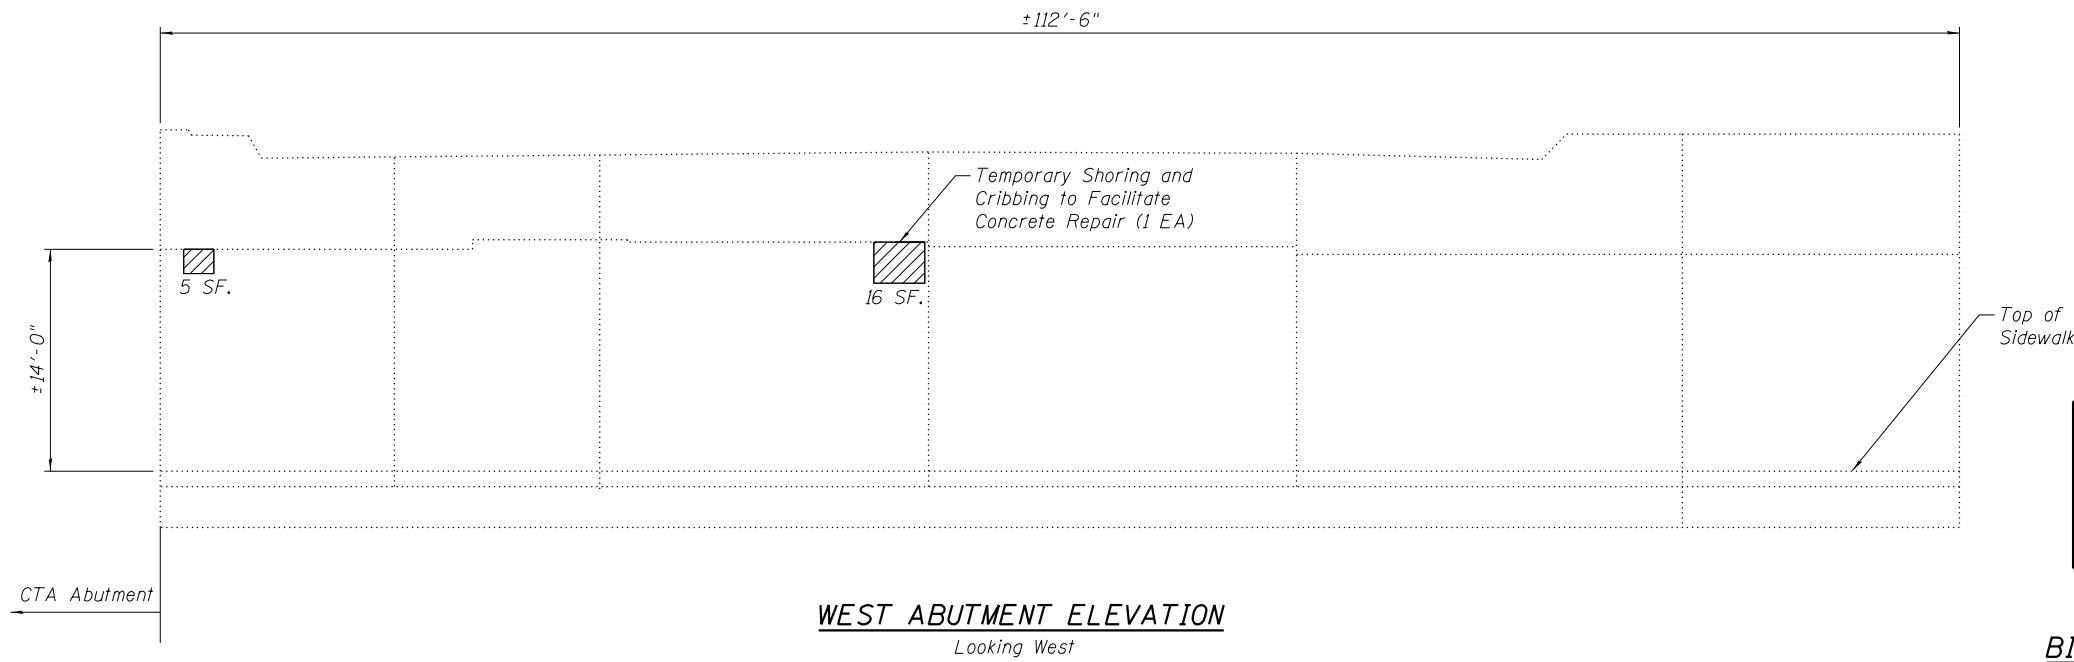 ±112'-6"
Temporary Shoring and
Cribbing to Facilitate
Concrete Repair (1 EA)
5 SF.
16 SF.
±14'-0"
Top of
Sidewalk
CTA Abutment
WEST ABUTMENT ELEVATION
Looking West
BI